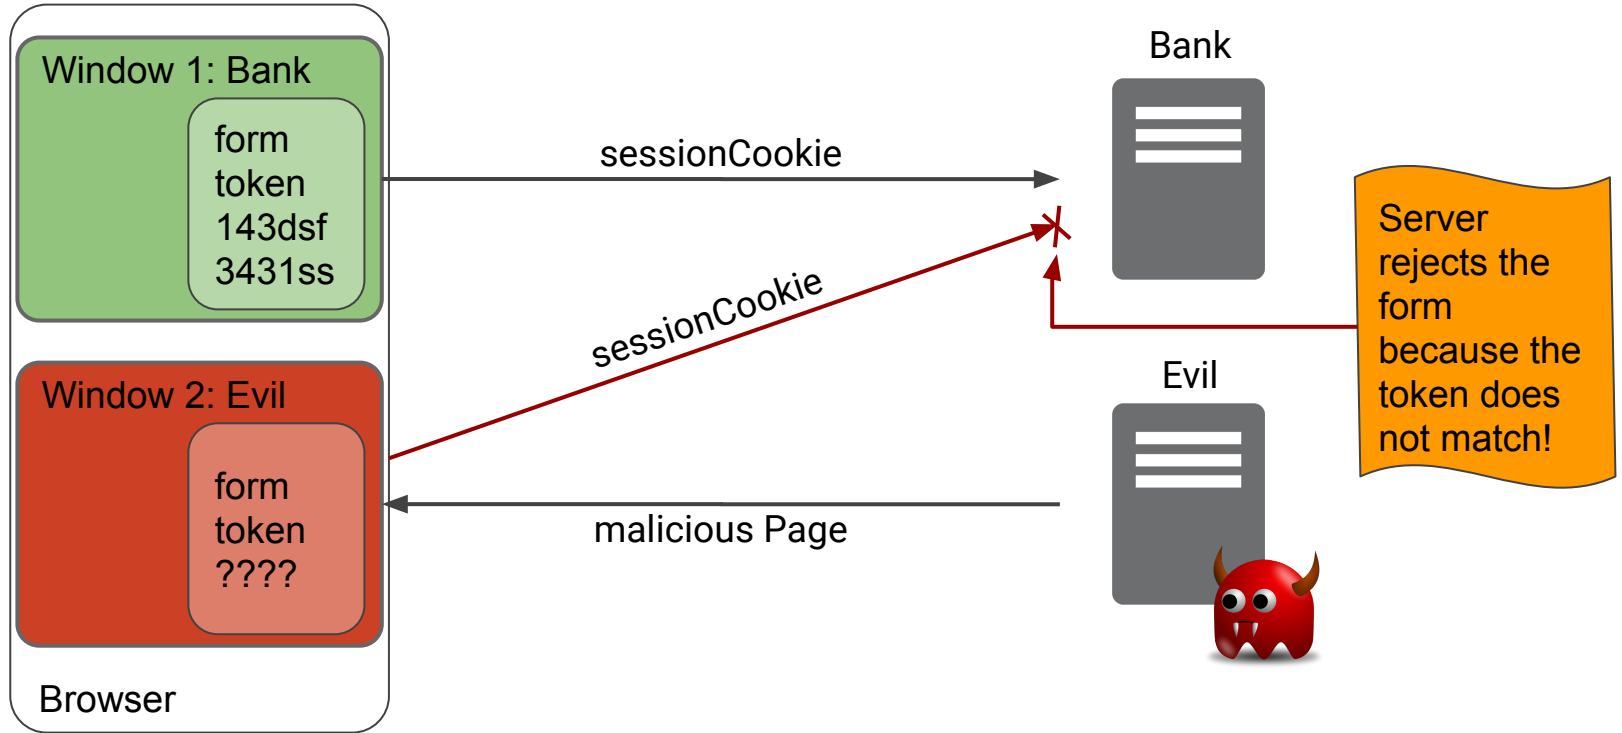 Window 1: Bank
form
token
143dsf
3431ss
sessionCookie
Bank
Server
rejects the
form
because the
token does
not match!
sessionCookie
Window 2: Evil
form
token
????
malicious Page
Evil
Browser